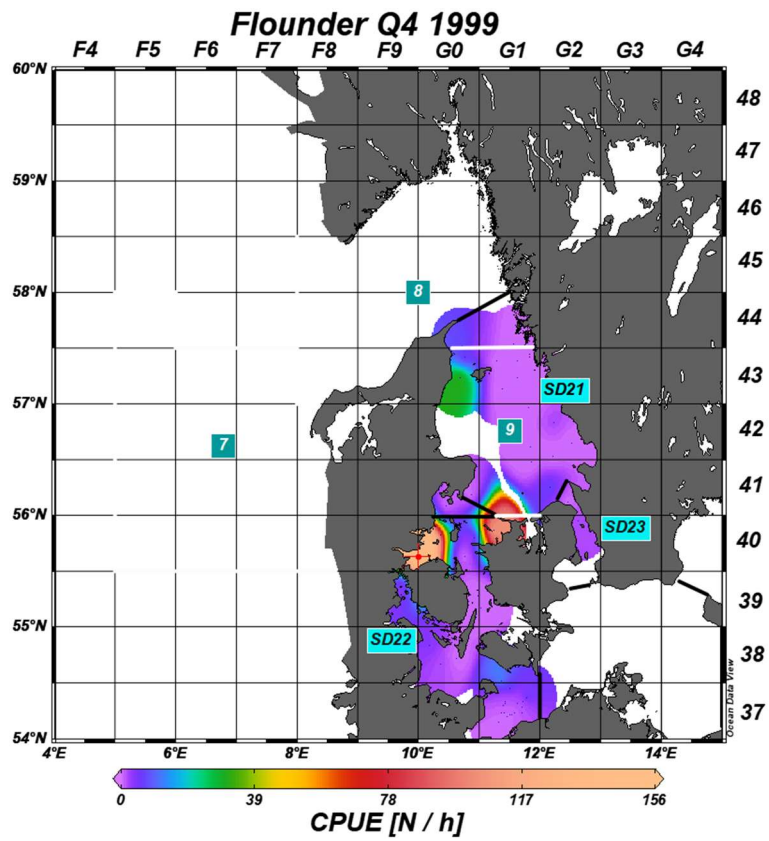 Flounder Q4 1999
F4 F5 F6 F7 F8 F9 G0 G1 G2 G3 G4
60°N
48
47
59°N
46
45
8
58°N
44
43
SD21
57°N
9
42
7
41
56°N
SD23
40
39
55°N
SD22
38
37
Ocean Data View
54°N
4°E 6°E 8°E 10°E 12°E 14°E
0 39 78 117 156
CPUE [N / h]